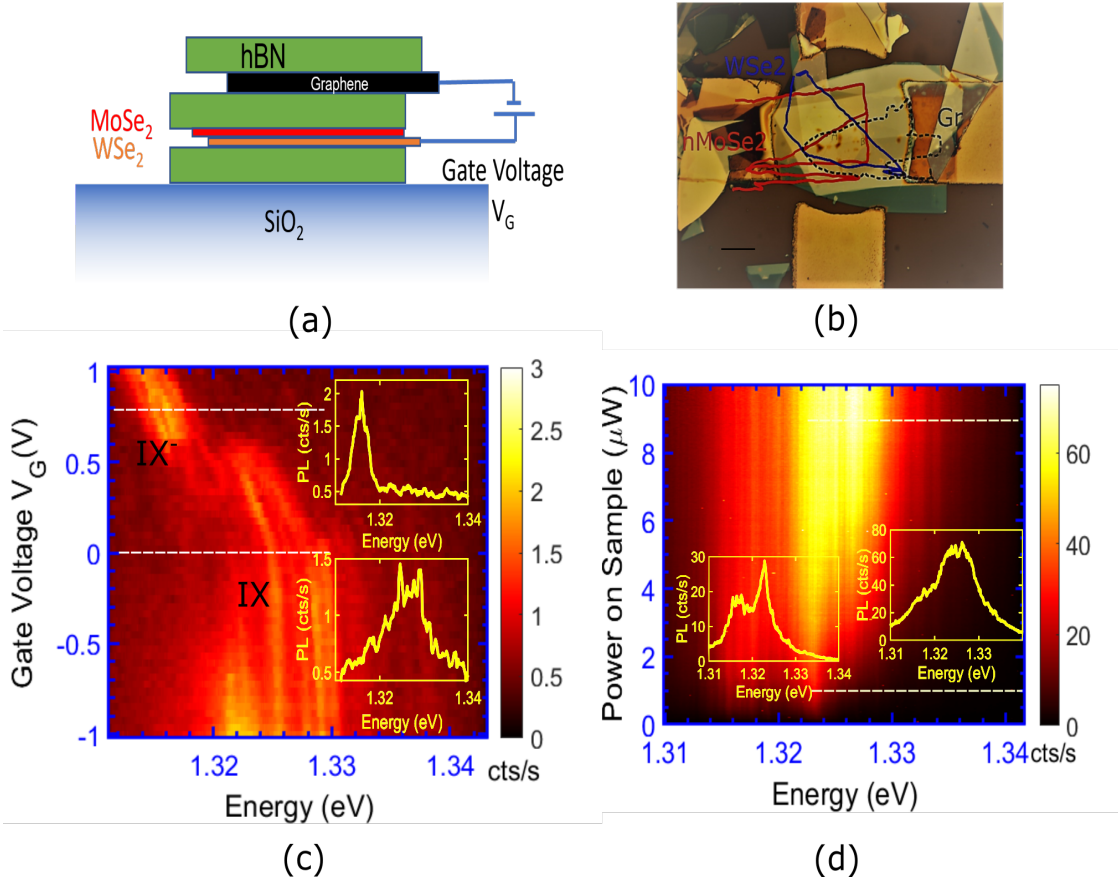 hBN
Graphene
MoSe2
WSe2
Gate Voltage
VG
SiO2
(a)
WSe2
Gr
hMoSe2
(b)
Gate Voltage VG(V)
1
0.5
0
-0.5
-1
IX-
IX
PL (cts/s)
2
1.5
1
0.5
1.32
1.34
Energy (eV)
PL (cts/s)
1.5
1
0.5
1.32
1.34
Energy (eV)
3
2.5
2
1.5
1
0.5
0
1.32
1.33
1.34
cts/s
Energy (eV)
(c)
Power on Sample (μW)
10
8
6
4
2
0
PL (cts/s)
30
20
10
0
1.31
1.32
1.33
1.34
Energy (eV)
PL (cts/s)
80
60
40
20
0
1.31
1.32
1.33
Energy (eV)
60
40
20
0
1.31
1.32
1.33
1.34
cts/s
Energy (eV)
(d)